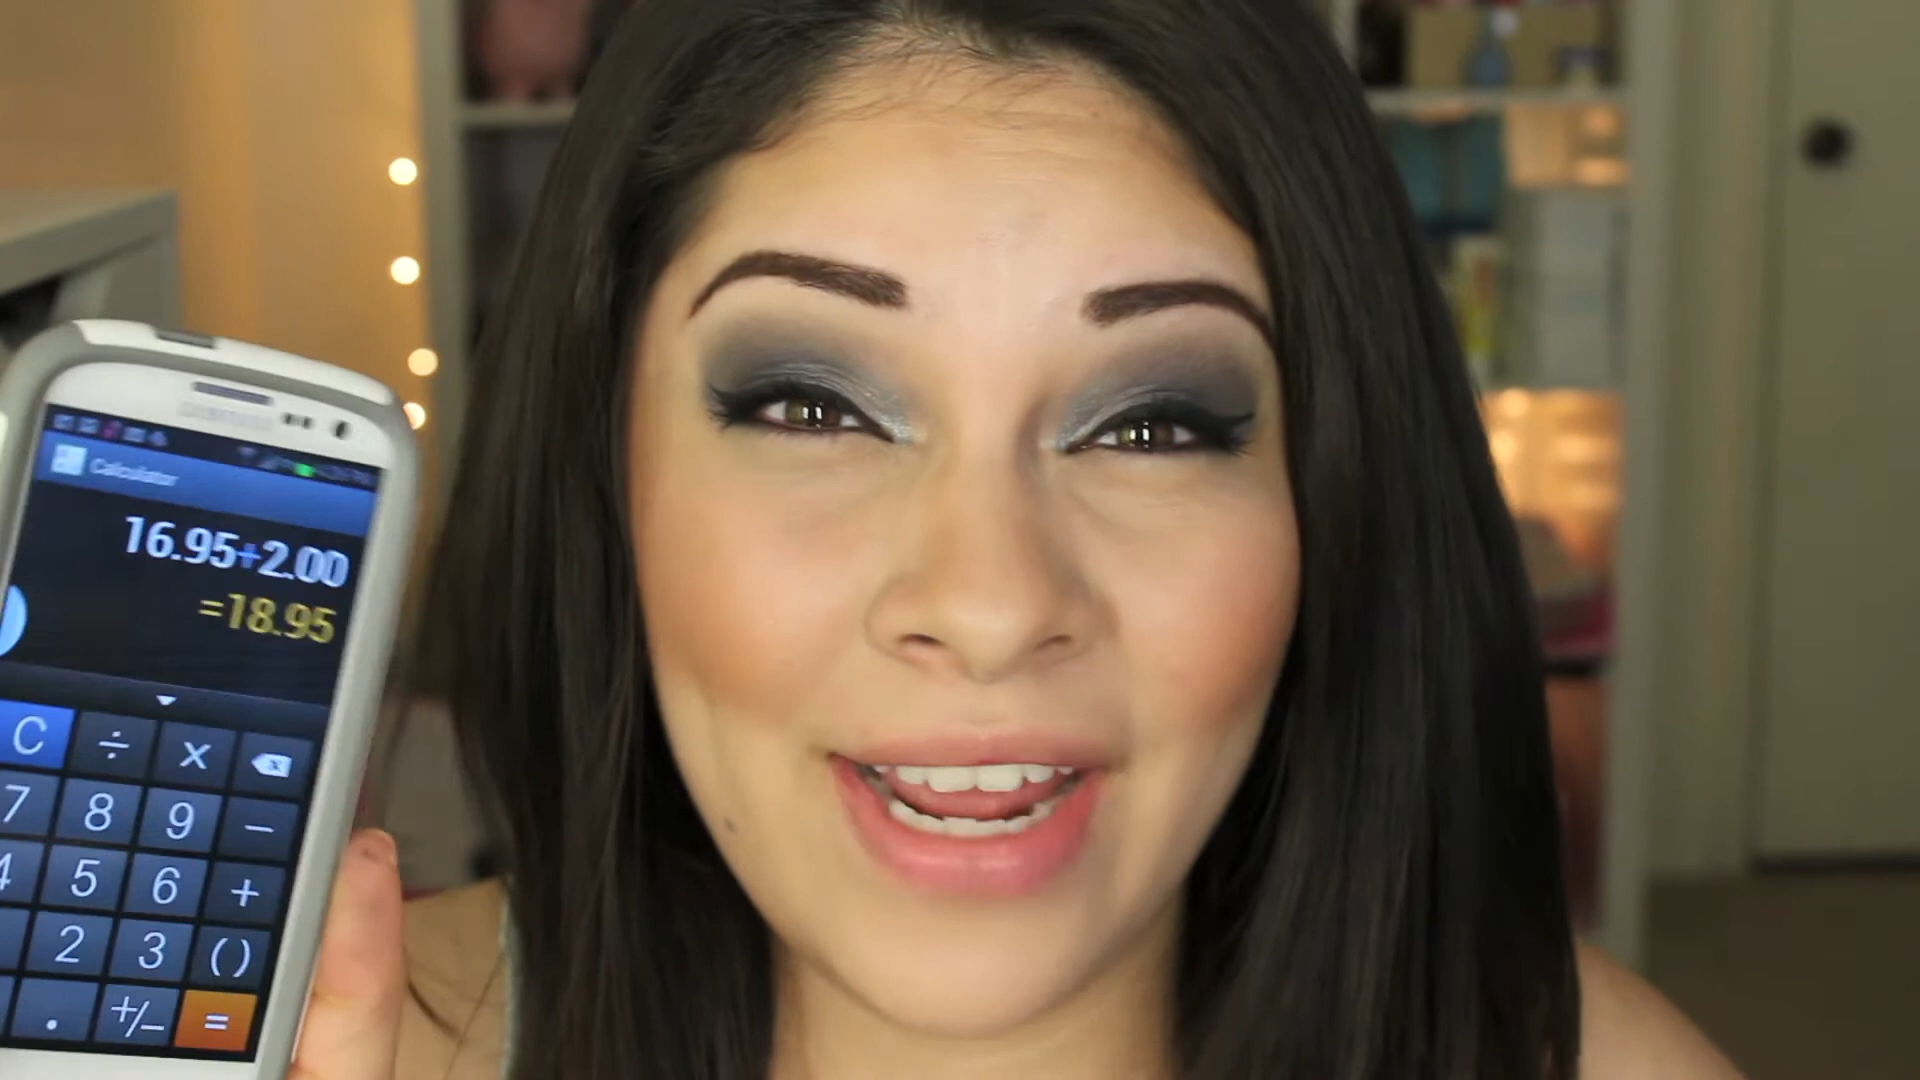 Calculator
16.95+2.00
=18.95
C ÷ ×
7 8 9 −
4 5 6 +
2 3 ()
. +/− =